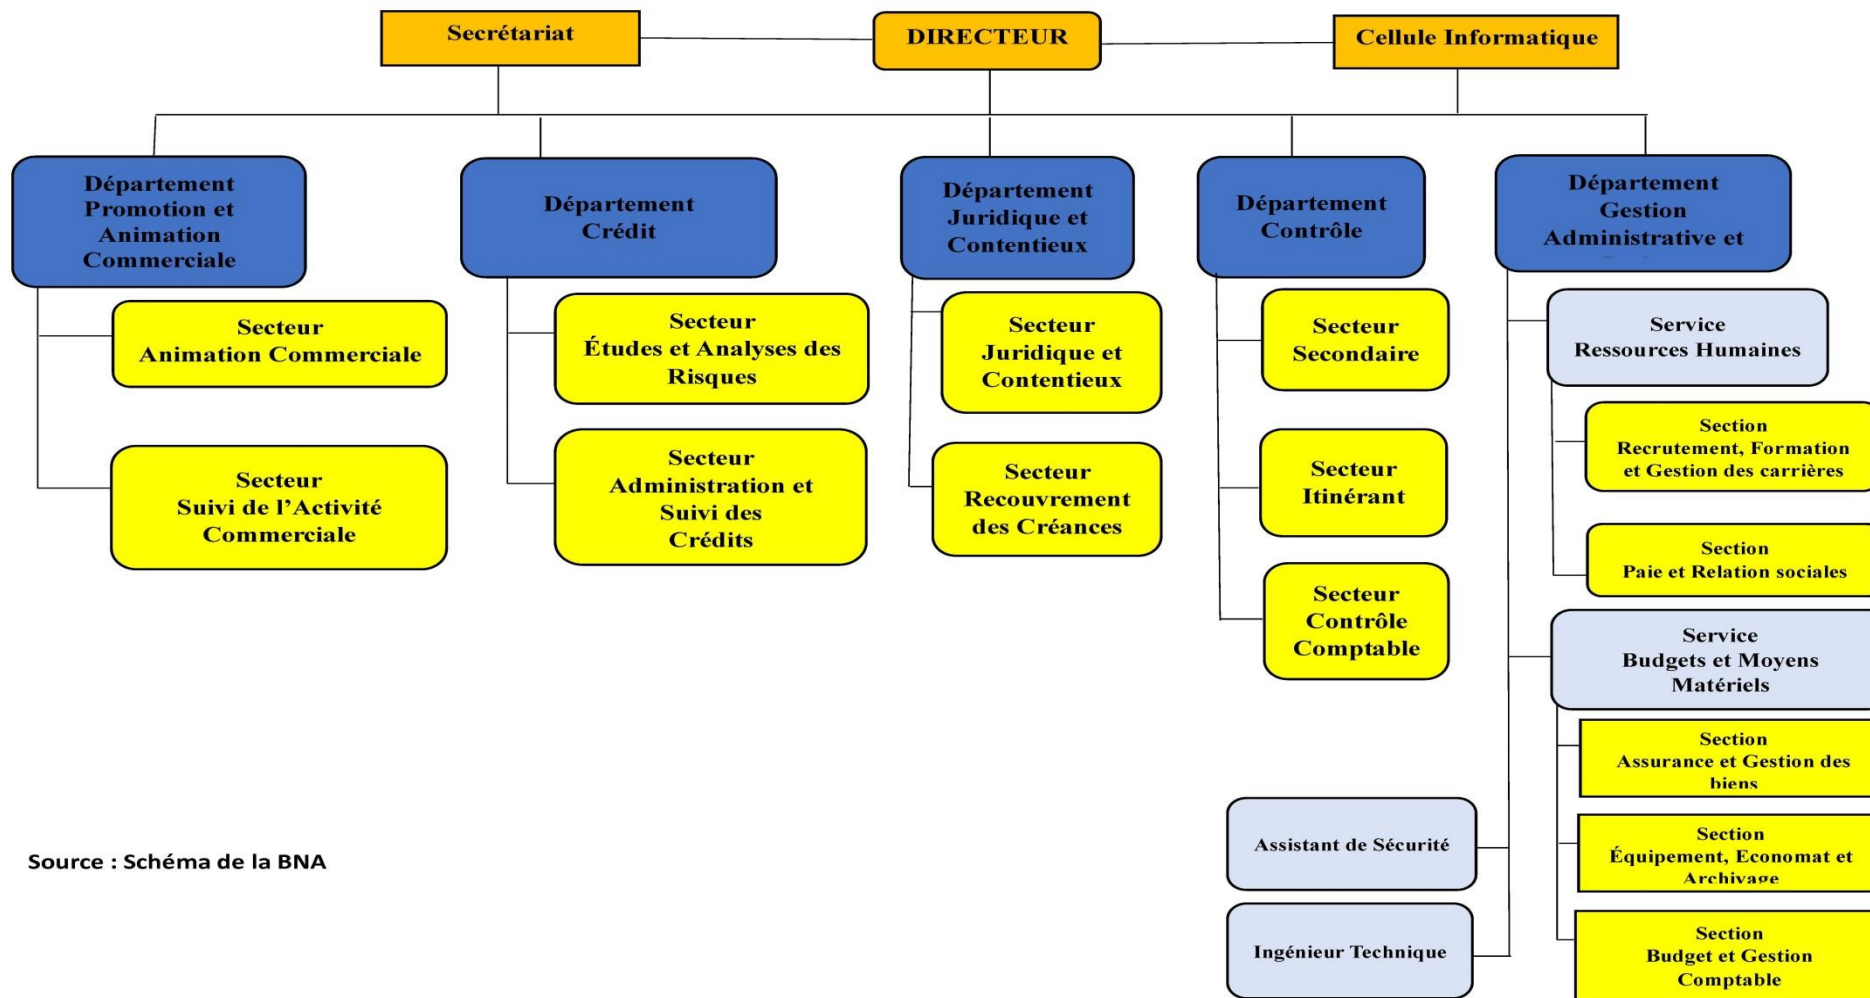 Secrétariat
DIRECTEUR
Cellule Informatique
Département
Promotion et
Animation
Commerciale
Secteur
Animation Commerciale
Secteur
Suivi de l’Activité
Commerciale
Département
Crédit
Secteur
Études et Analyses des
Risques
Secteur
Administration et
Suivi des
Crédits
Département
Juridique et
Contentieux
Secteur
Juridique et
Contentieux
Secteur
Recouvrement
des Créances
Département
Contrôle
Secteur
Secondaire
Secteur
Itinérant
Secteur
Contrôle
Comptable
Département
Gestion
Administrative et
Service
Ressources Humaines
Section
Recrutement, Formation
et Gestion des carrières
Section
Paie et Relation sociales
Service
Budgets et Moyens
Matériels
Section
Assurance et Gestion des
biens
Section
Équipement, Economat et
Archivage
Section
Budget et Gestion
Comptable
Assistant de Sécurité
Ingénieur Technique
Source : Schéma de la BNA